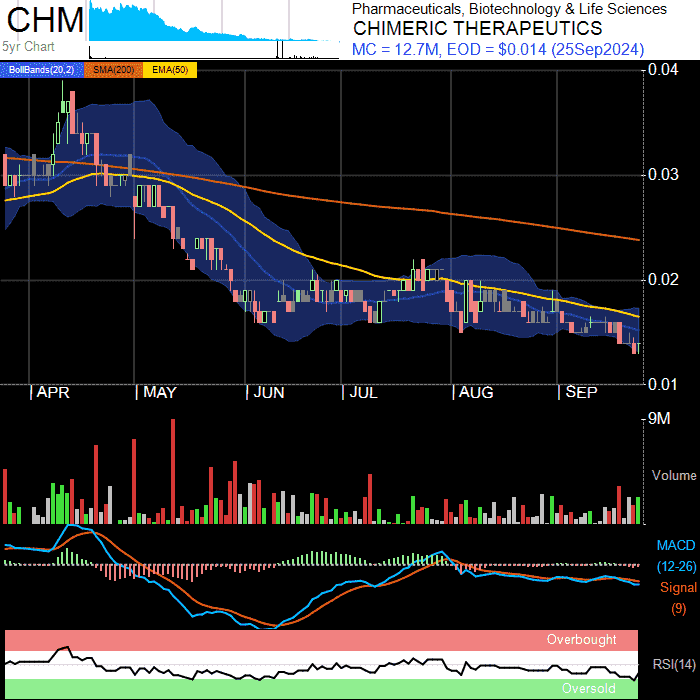 CHM
5yr Chart
Pharmaceuticals, Biotechnology & Life Sciences
CHIMERIC THERAPEUTICS
MC = 12.7M, EOD = $0.014 (25Sep2024)
BollBands(20,2) SMA(200) EMA(50)
0.04
0.03
0.02
0.01
APR MAY JUN JUL AUG SEP
9M
Volume
MACD
(12-26)
Signal
(9)
Overbought
RSI(14)
Oversold